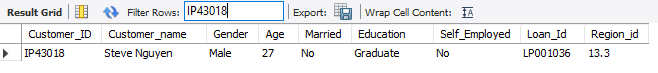 Result Grid Filter Rows: IP43018 Export: Wrap Cell Content:
Customer_ID Customer_name Gender Age Married Education Self_Employed Loan_Id Region_id
IP43018 Steve Nguyen Male 27 No Graduate No LP001036 13.3